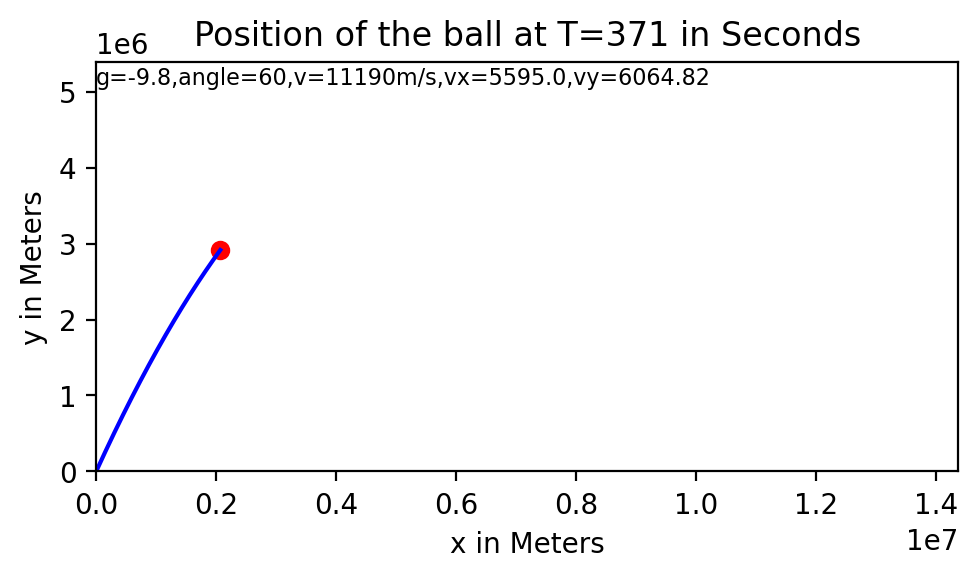 Position of the ball at T=371 in Seconds
1e6
g=-9.8,angle=60,v=11190m/s,vx=5595.0,vy=6064.82
5
4
3
2
1
0
y in Meters
0.0 0.2 0.4 0.6 0.8 1.0 1.2 1.4
x in Meters
1e7